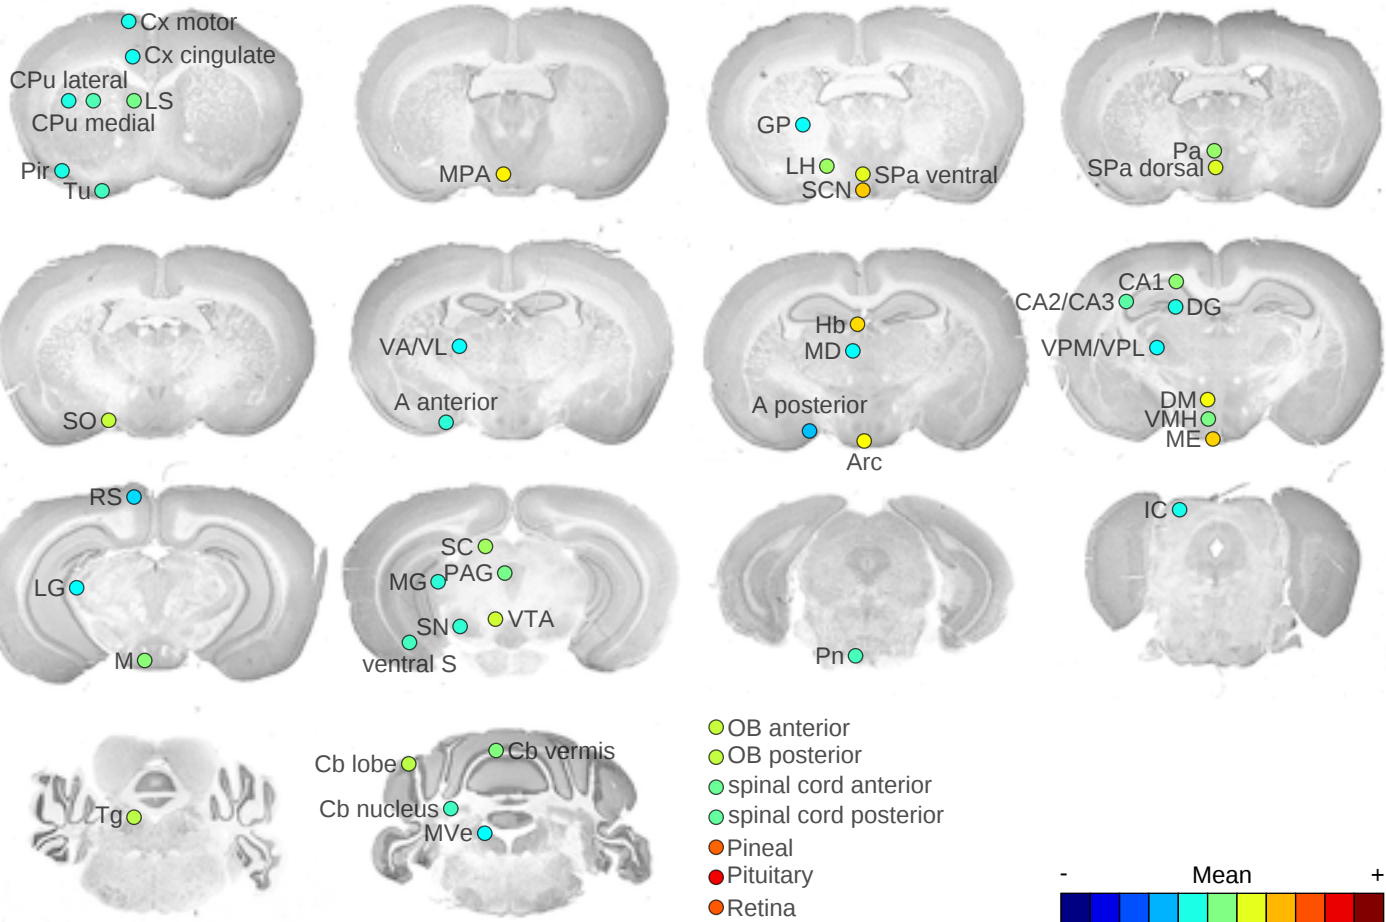 Cx motor
Cx cingulate
CPu lateral
LS
CPu medial
Pir
Tu
MPA
GP
LH
SPa ventral
SCN
Pa
SPa dorsal
SO
VA/VL
A anterior
Hb
MD
A posterior
Arc
CA1
CA2/CA3
DG
VPM/VPL
DM
VMH
ME
RS
LG
M
SC
MG
PAG
SN
VTA
ventral S
Pn
IC
Tg
Cb lobe
Cb vermis
Cb nucleus
MVe
OB anterior
OB posterior
spinal cord anterior
spinal cord posterior
Pineal
Pituitary
Retina
- Mean +